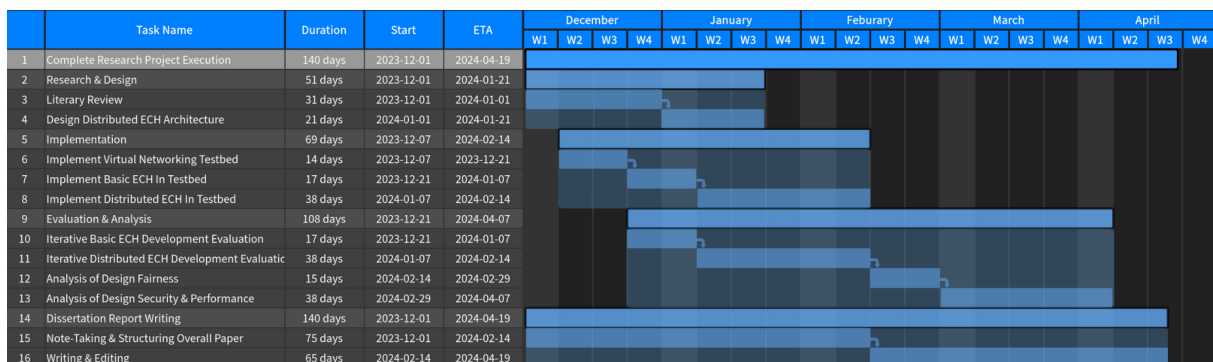 Task Name Duration Start ETA December January Feburary March April
W1 W2 W3 W4 W1 W2 W3 W4 W1 W2 W3 W4 W1 W2 W3 W4 W1 W2 W3 W4
1 Complete Research Project Execution 140 days 2023-12-01 2024-04-19
2 Research & Design 51 days 2023-12-01 2024-01-21
3 Literary Review 31 days 2023-12-01 2024-01-01
4 Design Distributed ECH Architecture 21 days 2024-01-01 2024-01-21
5 Implementation 69 days 2023-12-07 2024-02-14
6 Implement Virtual Networking Testbed 14 days 2023-12-07 2023-12-21
7 Implement Basic ECH In Testbed 17 days 2023-12-21 2024-01-07
8 Implement Distributed ECH In Testbed 38 days 2024-01-07 2024-02-14
9 Evaluation & Analysis 108 days 2023-12-21 2024-04-07
10 Iterative Basic ECH Development Evaluation 17 days 2023-12-21 2024-01-07
11 Iterative Distributed ECH Development Evaluatic 38 days 2024-01-07 2024-02-14
12 Analysis of Design Fairness 15 days 2024-02-14 2024-02-29
13 Analysis of Design Security & Performance 38 days 2024-02-29 2024-04-07
14 Dissertation Report Writing 140 days 2023-12-01 2024-04-19
15 Note-Taking & Structuring Overall Paper 75 days 2023-12-01 2024-02-14
16 Writing & Editing 65 days 2024-02-14 2024-04-19